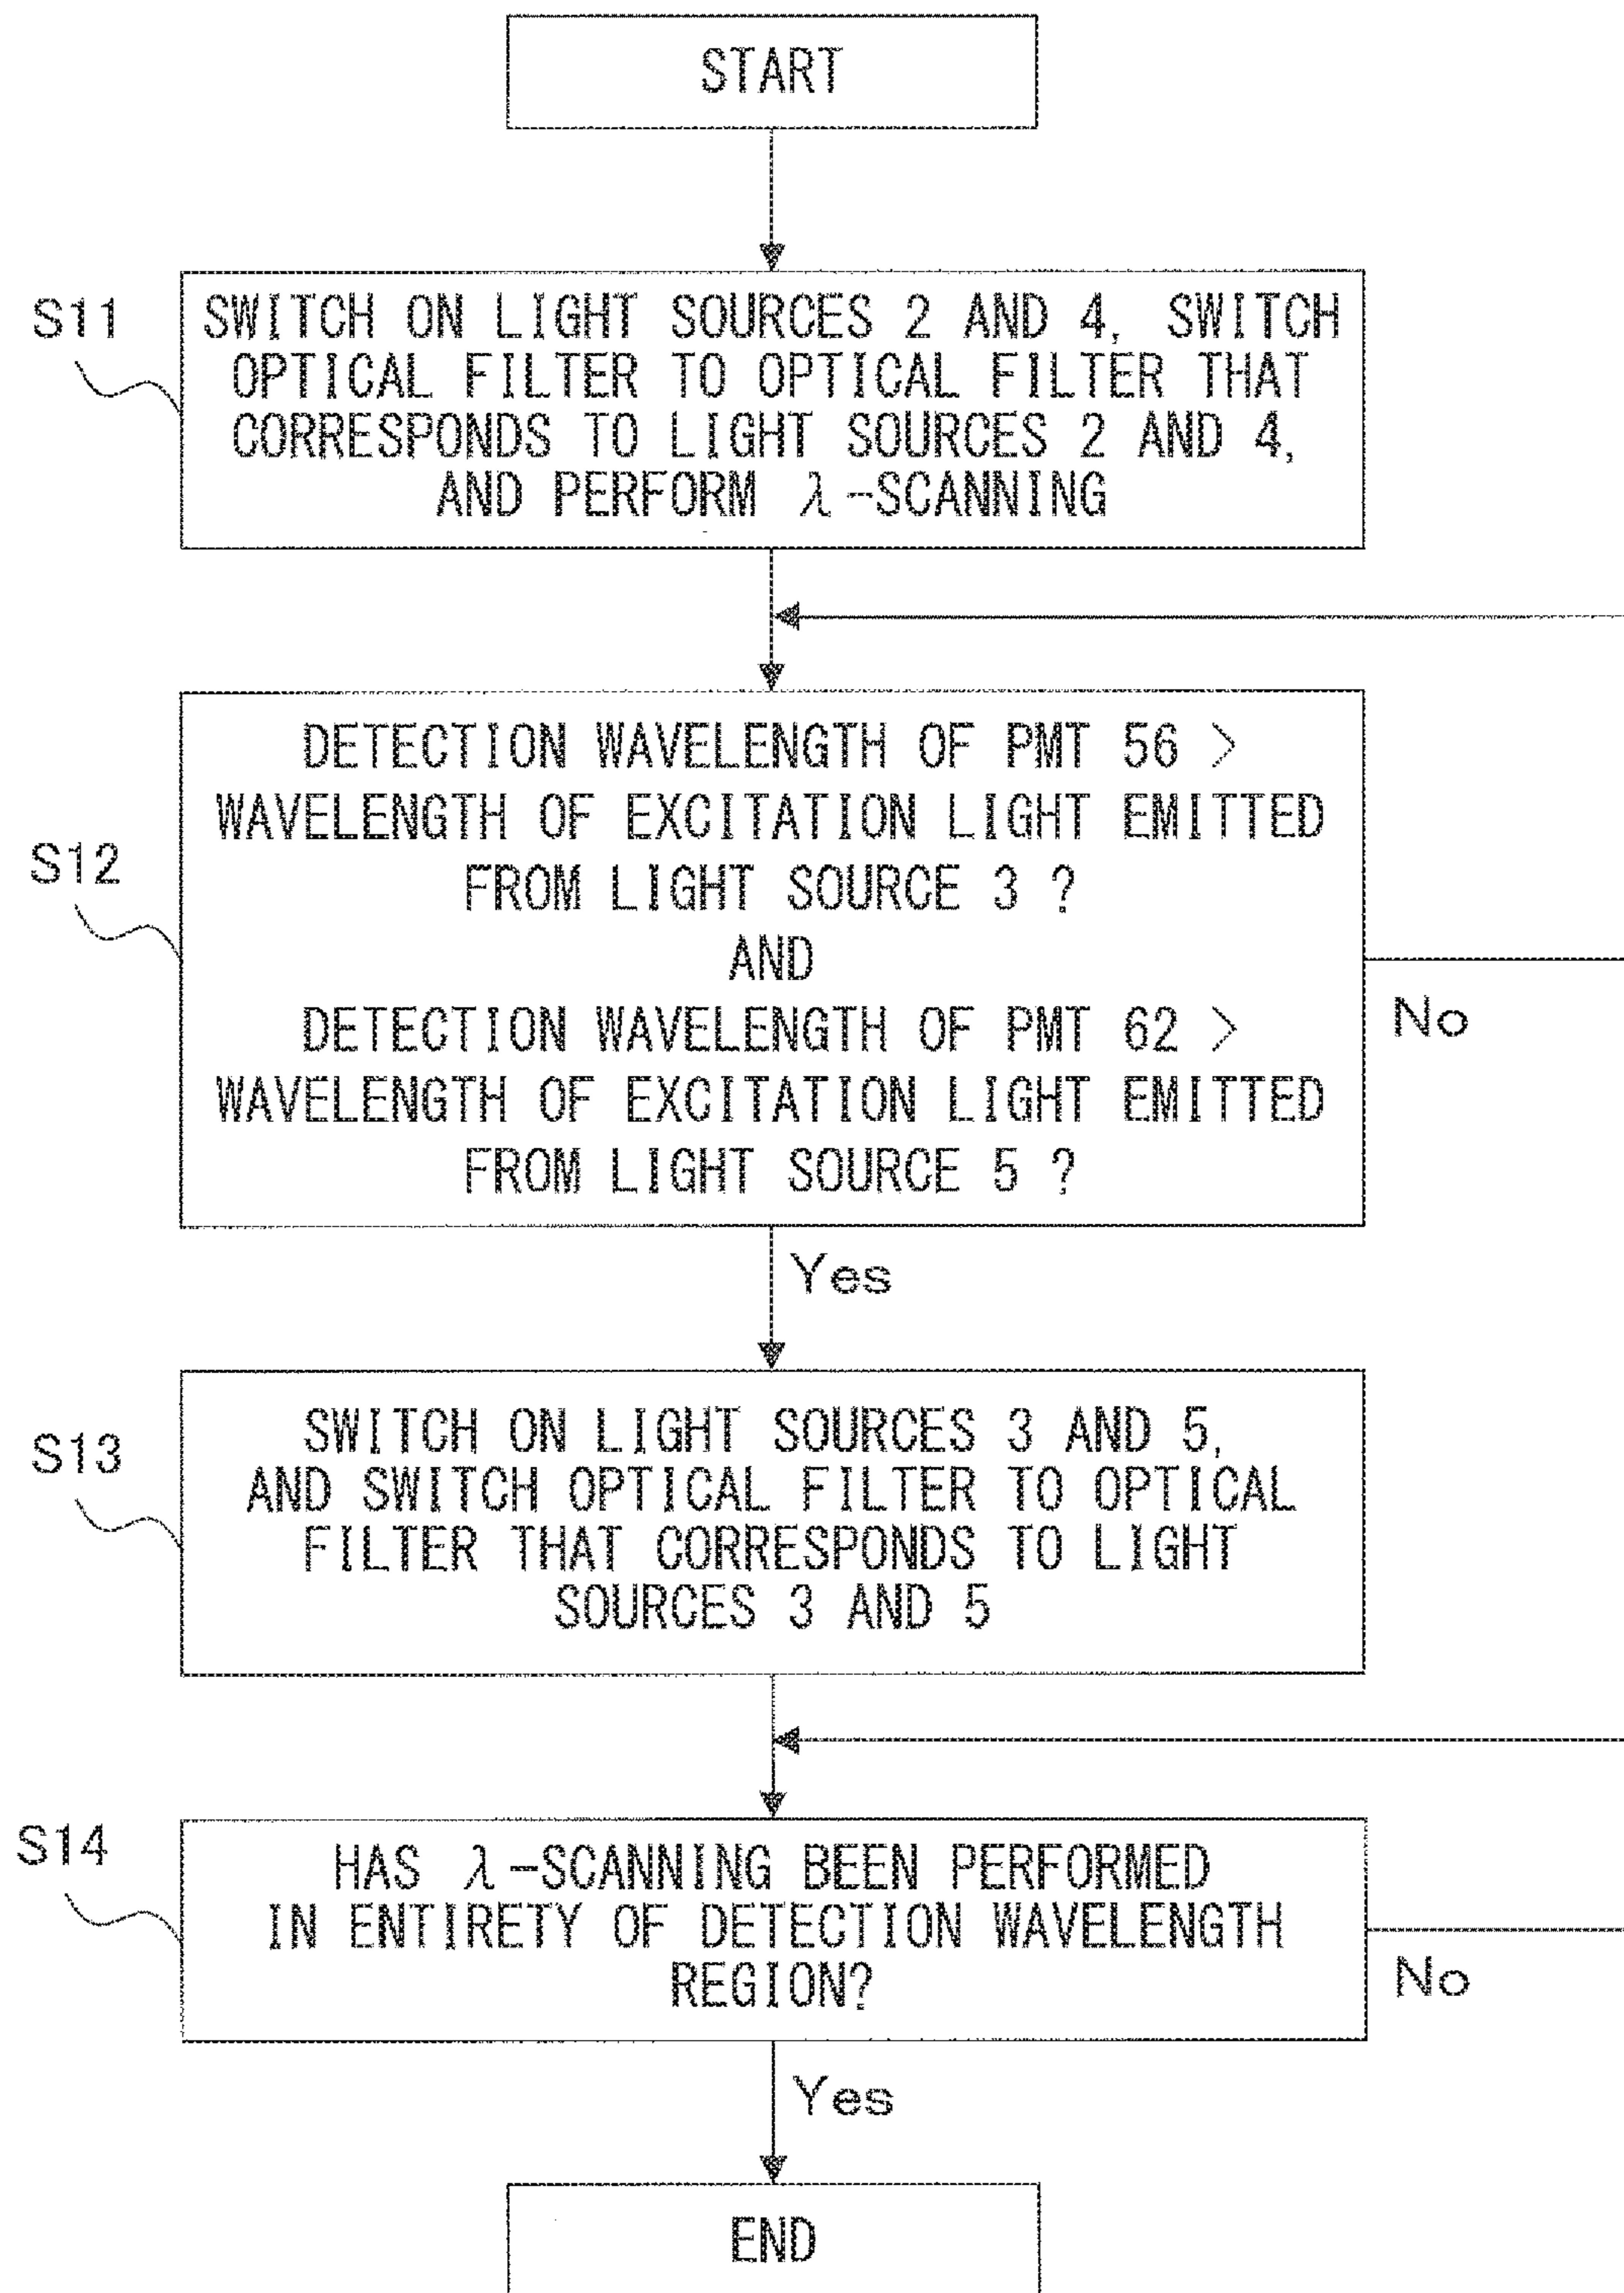 START
S11
SWITCH ON LIGHT SOURCES 2 AND 4, SWITCH
OPTICAL FILTER TO OPTICAL FILTER THAT
CORRESPONDS TO LIGHT SOURCES 2 AND 4,
AND PERFORM λ-SCANNING
S12
DETECTION WAVELENGTH OF PMT 56 >
WAVELENGTH OF EXCITATION LIGHT EMITTED
FROM LIGHT SOURCE 3 ?
AND
DETECTION WAVELENGTH OF PMT 62 >
WAVELENGTH OF EXCITATION LIGHT EMITTED
FROM LIGHT SOURCE 5 ?
No
Yes
S13
SWITCH ON LIGHT SOURCES 3 AND 5,
AND SWITCH OPTICAL FILTER TO OPTICAL
FILTER THAT CORRESPONDS TO LIGHT
SOURCES 3 AND 5
S14
HAS λ-SCANNING BEEN PERFORMED
IN ENTIRETY OF DETECTION WAVELENGTH
REGION?
No
Yes
END